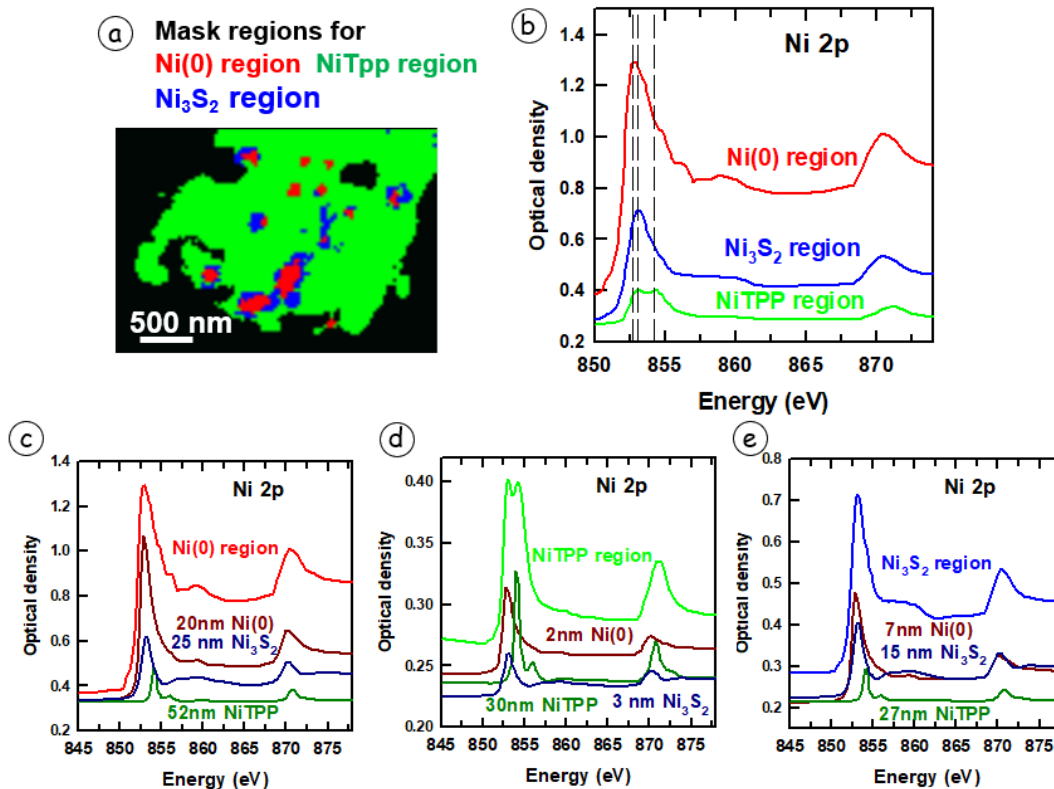 a Mask regions for
Ni(0) region NiTpp region
Ni₃S₂ region
500 nm
b
Ni 2p
Optical density
1.4
1.2
1.0
0.8
0.6
0.4
0.2
Ni(0) region
Ni₃S₂ region
NiTPP region
850 855 860 865 870
Energy (eV)
c
Ni 2p
Optical density
1.4
1.2
1.0
0.8
0.6
0.4
0.2
Ni(0) region
20nm Ni(0)
25 nm Ni₃S₂
52nm NiTPP
845 850 855 860 865 870 875
Energy (eV)
d
Ni 2p
Optical density
0.40
0.35
0.30
0.25
0.20
NiTPP region
2nm Ni(0)
30nm NiTPP 3 nm Ni₃S₂
845 850 855 860 865 870 875
Energy (eV)
e
Ni 2p
Optical density
0.8
0.7
0.6
0.5
0.4
0.3
0.2
Ni₃S₂ region
7nm Ni(0)
15 nm Ni₃S₂
27nm NiTPP
845 850 855 860 865 870 875
Energy (eV)